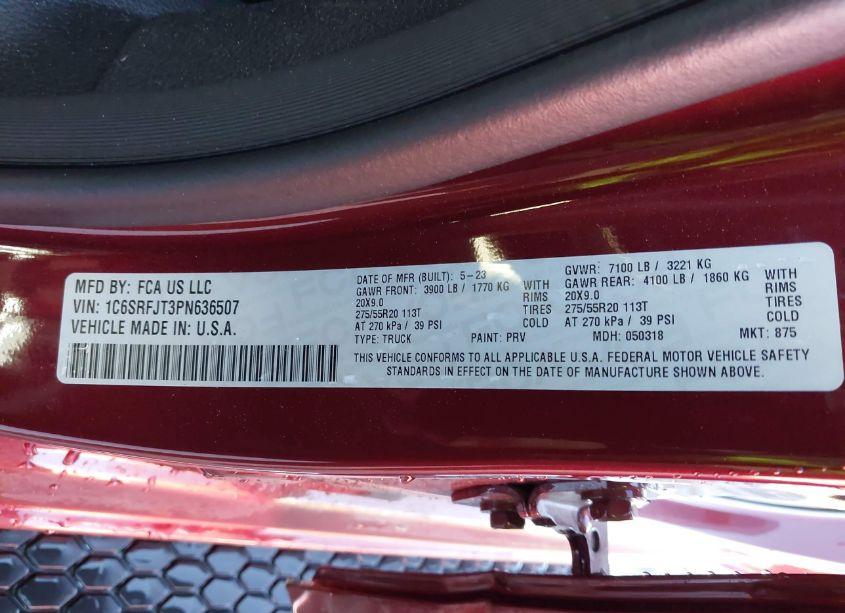 MFD BY: FCA US LLC
VIN: 1C6SRFJT3PN636507
VEHICLE MADE IN: U.S.A.
DATE OF MFR (BUILT): 5-23
GAWR FRONT: 3900 LB / 1770 KG WITH
20X9.0 RIMS
275/55R20 113T TIRES
AT 270 kPa / 39 PSI COLD
TYPE: TRUCK PAINT: PRV
GVWR: 7100 LB / 3221 KG
GAWR REAR: 4100 LB / 1860 KG WITH
20X9.0 RIMS
275/55R20 113T TIRES
AT 270 kPa / 39 PSI COLD
MDH: 050318 MKT: 875
THIS VEHICLE CONFORMS TO ALL APPLICABLE U.S.A. FEDERAL MOTOR VEHICLE SAFETY
STANDARDS IN EFFECT ON THE DATE OF MANUFACTURE SHOWN ABOVE.